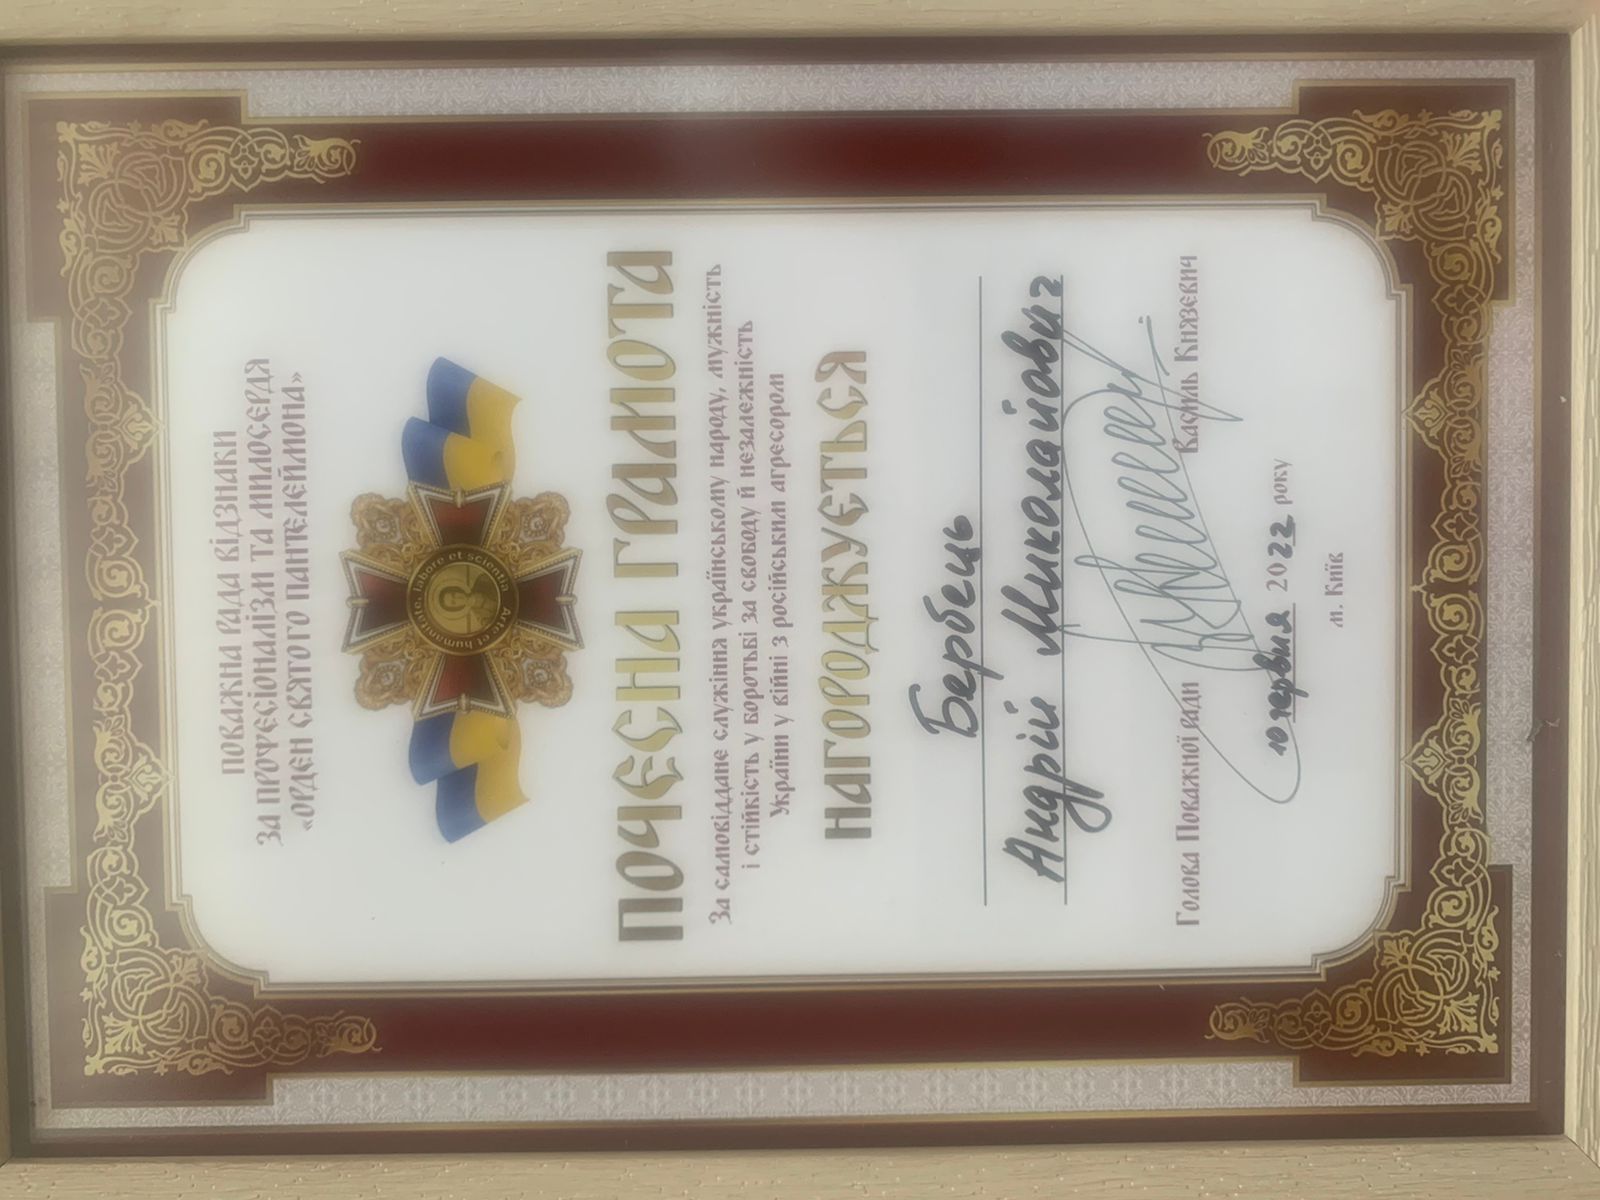 ПОВАЖНА РАДА ВІДЗНАКИ
ЗА ПРОФЕСІОНАЛІЗМ ТА МИЛОСЕРДЯ
«ОРДЕН СВЯТОГО ПАНТЕЛЕЙМОНА»
Arte et humanitate, labore et scientia
ПОЧЕСНА ГРАМОТА
За самовіддане служіння українському народу, мужність
і стійкість у боротьбі за свободу й незалежність
України у війні з російським агресором
НАГОРОДЖУЄТЬСЯ
Бербець
Андрій Миколайович
Голова Поважної ради Василь Князевич
10 червня 2022 року
м. Київ